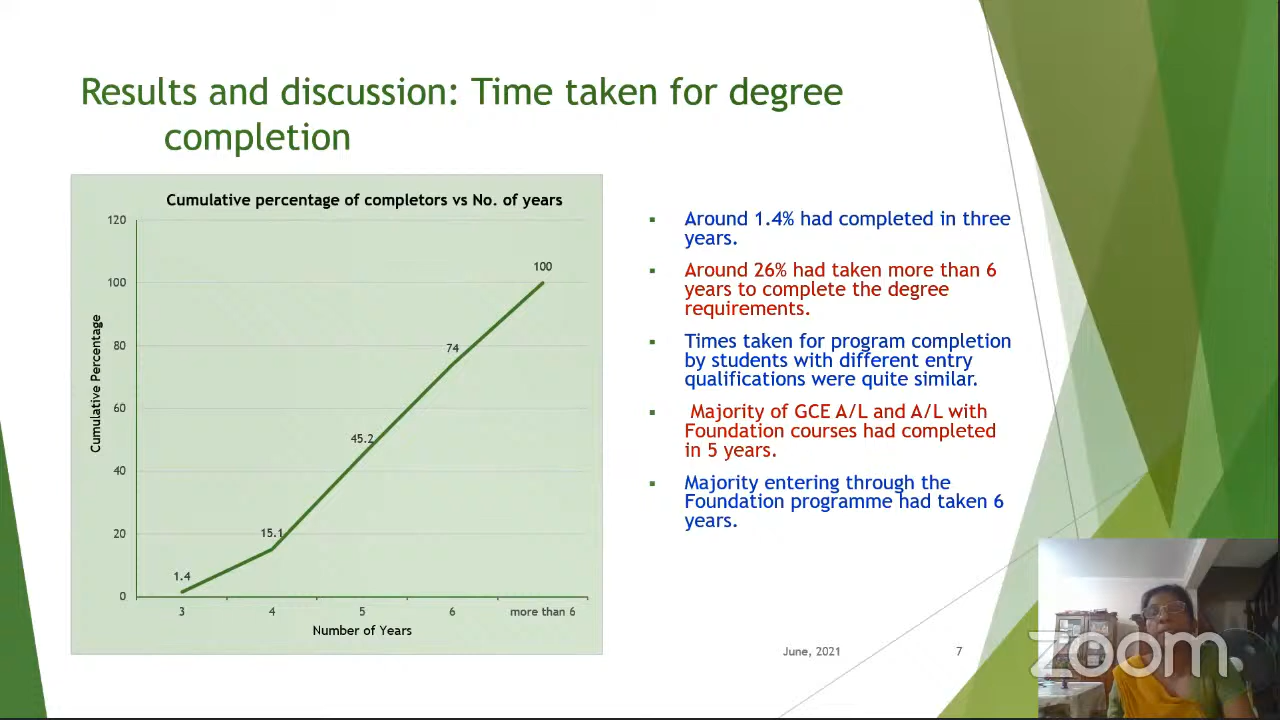 Results and discussion: Time taken for degree
completion
Cumulative percentage of completors vs No. of years
120
100
80
60
40
20
0
Cumulative Percentage
1.4
15.1
45.2
74
100
3
4
5
6
more than 6
Number of Years
▪ Around 1.4% had completed in three
years.
▪ Around 26% had taken more than 6
years to complete the degree
requirements.
▪ Times taken for program completion
by students with different entry
qualifications were quite similar.
▪ Majority of GCE A/L and A/L with
Foundation courses had completed
in 5 years.
▪ Majority entering through the
Foundation programme had taken 6
years.
June, 2021
7
zoom